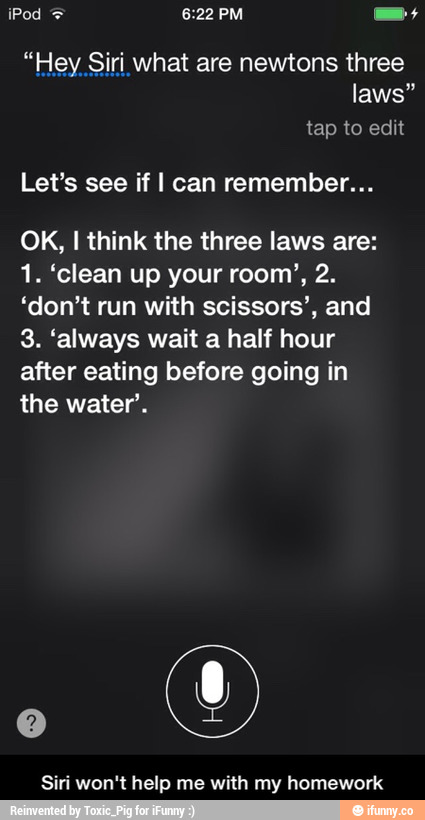 iPod 6:22 PM
“Hey Siri what are newtons three
laws”
tap to edit
Let’s see if I can remember…
OK, I think the three laws are:
1. ‘clean up your room’, 2.
‘don’t run with scissors’, and
3. ‘always wait a half hour
after eating before going in
the water’.
?
Siri won't help me with my homework
Reinvented by Toxic_Pig for iFunny :) ifunny.co